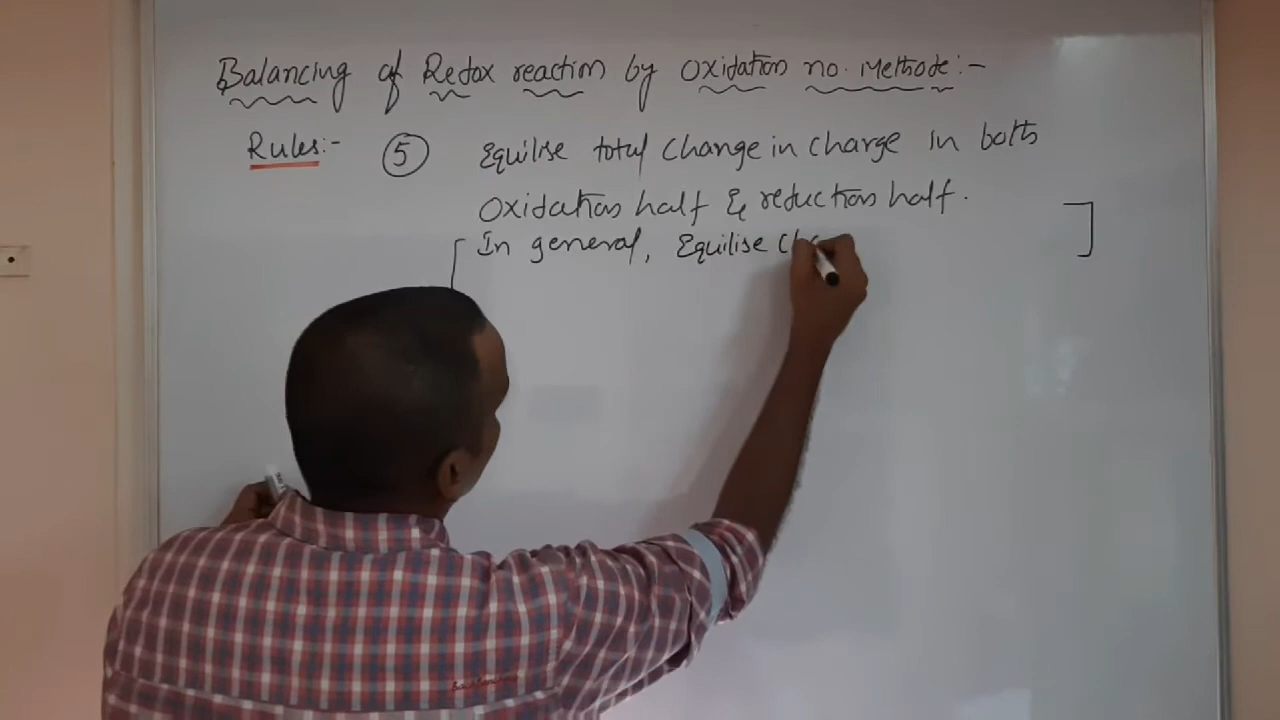 Balancing of Redox reaction by Oxidation no. Methode:-
Rules:- 5 Equilise total change in charge in both
Oxidation half & reduction half.
In general, Equilise